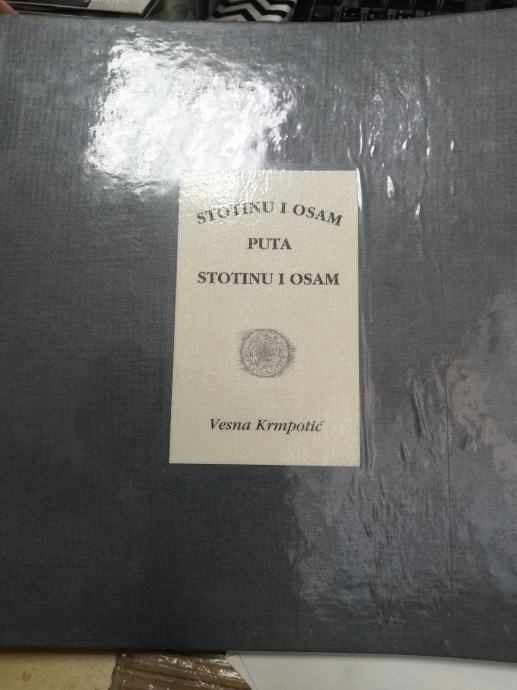 STOTINU I OSAM
PUTA
STOTINU I OSAM
Vesna Krmpotić